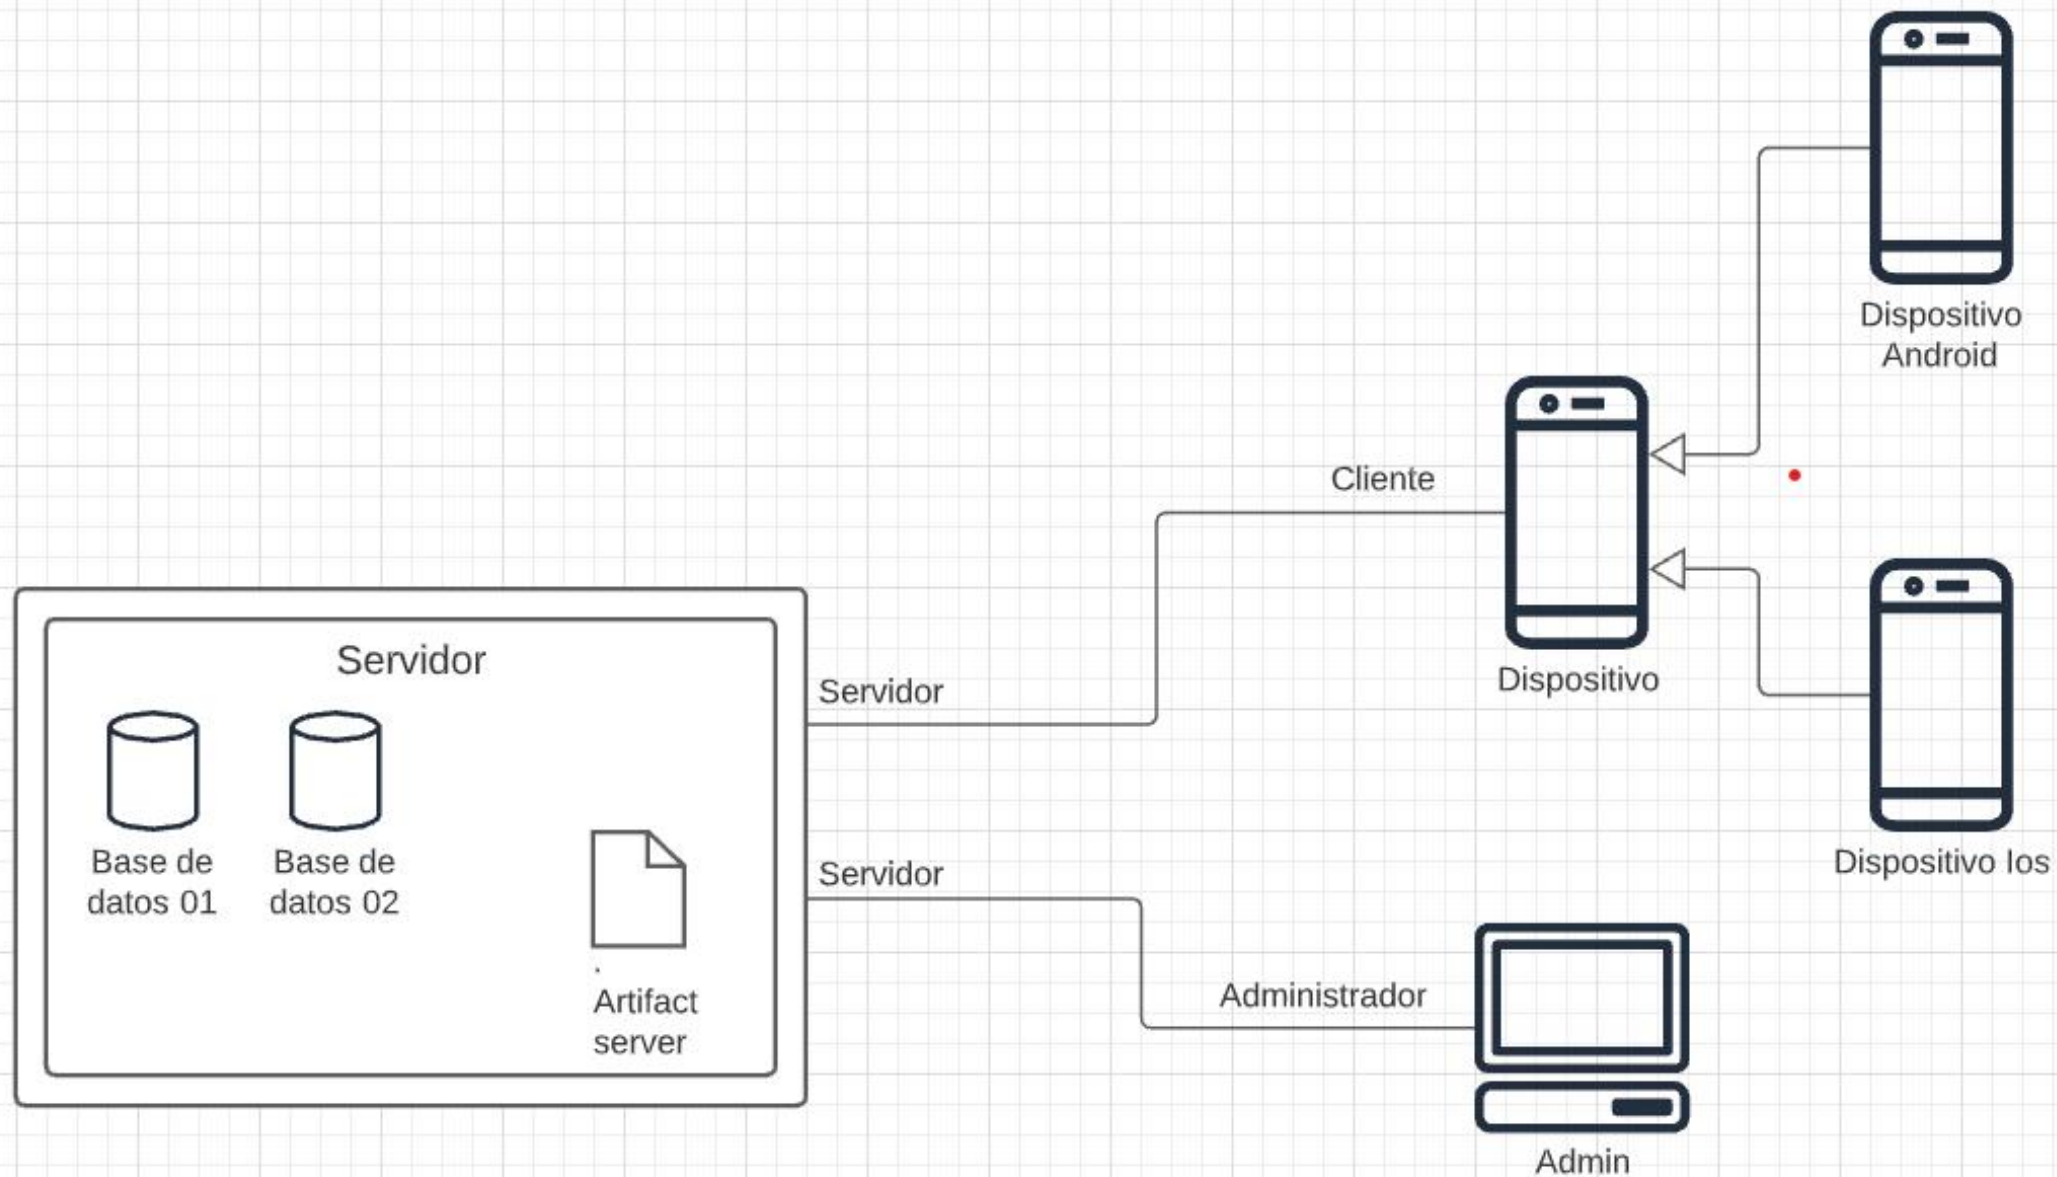 Dispositivo
Android
Cliente
Dispositivo
Servidor
Servidor
Base de
datos 01
Base de
datos 02
Servidor
Dispositivo Ios
Artifact
server
Administrador
Admin